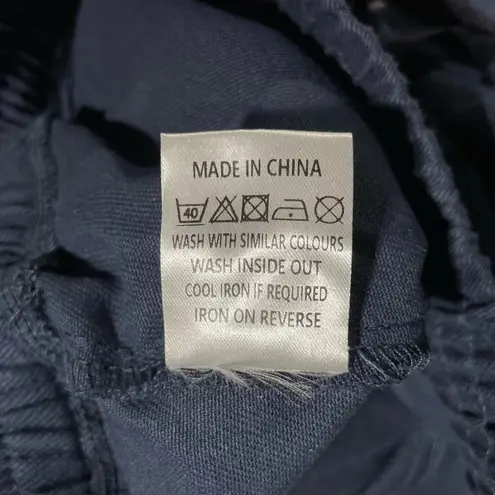 MADE IN CHINA
40
WASH WITH SIMILAR COLOURS
WASH INSIDE OUT
COOL IRON IF REQUIRED
IRON ON REVERSE